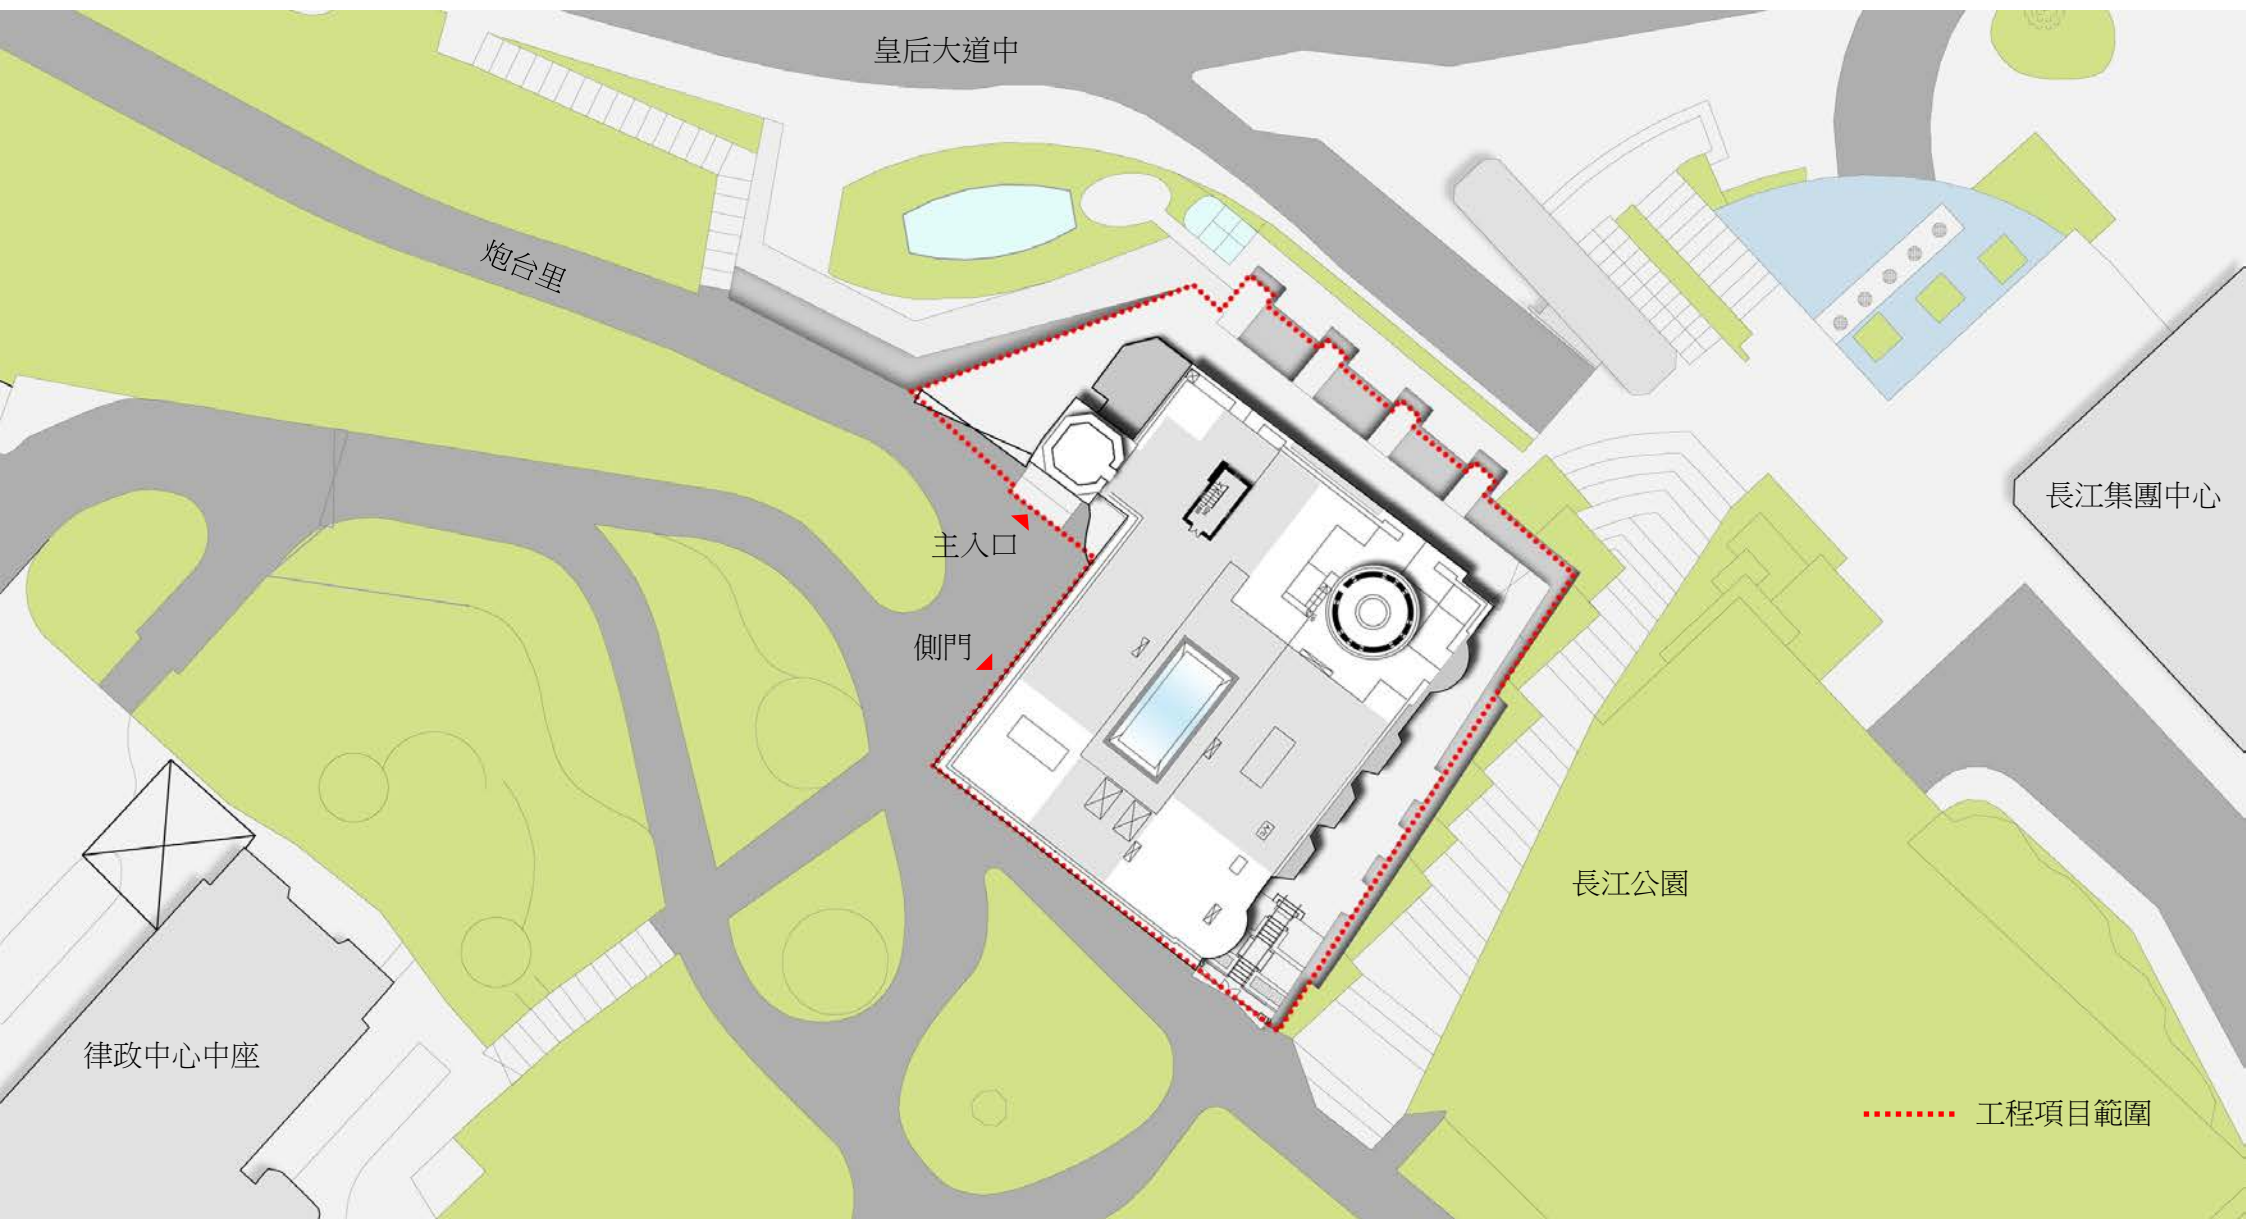 皇后大道中
炮台里
長江集團中心
主入口
側門
長江公園
律政中心中座
工程項目範圍